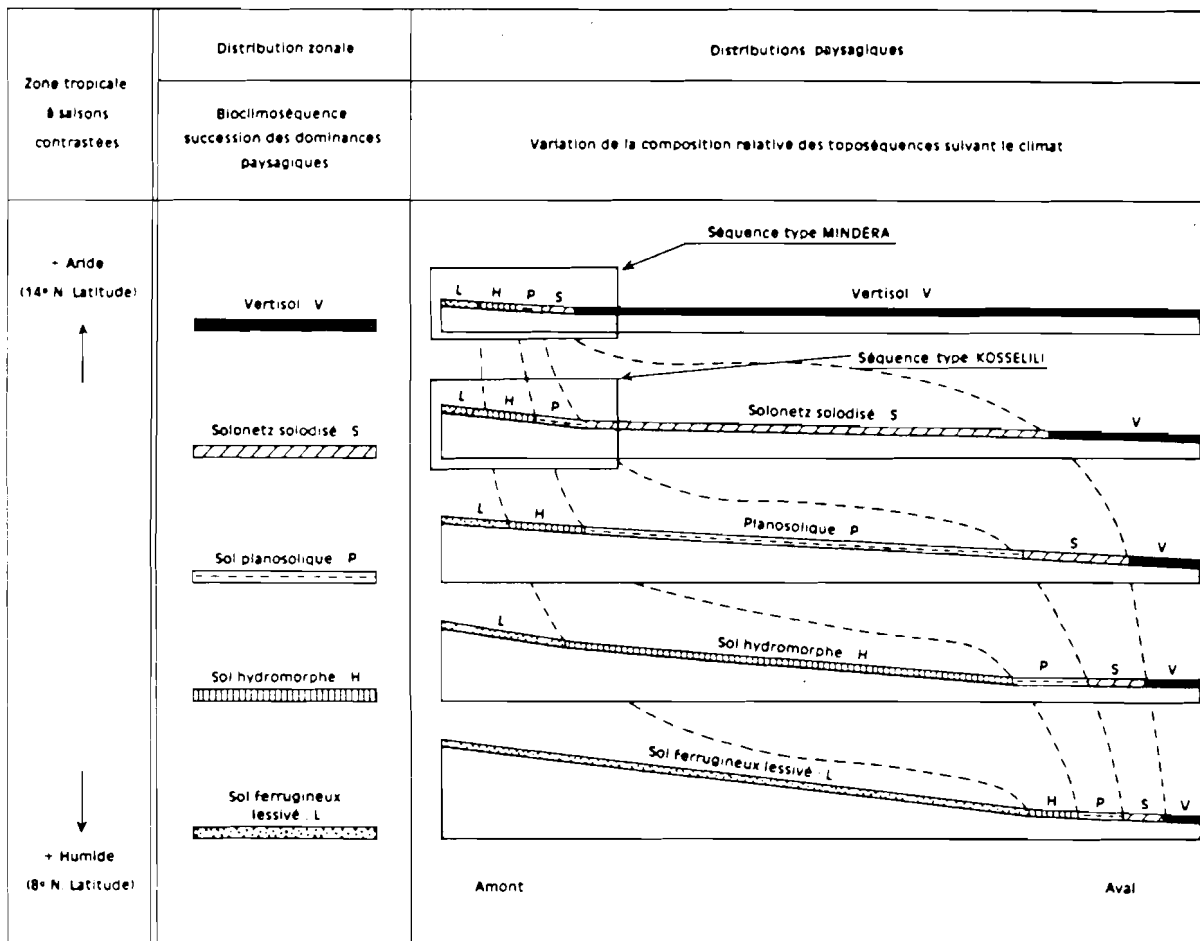 Zone tropicale
à saisons
contrastées
Distribution zonale
Distributions paysagiques
Bioclimoséquence
succession des dominances
paysagiques
Variation de la composition relative des toposéquences suivant le climat
+ Aride
(14° N. Latitude)
+ Humide
(8° N. Latitude)
Vertisol V
Solonetz solodisé S
Sol planosolique P
Sol hydromorphe H
Sol ferrugineux
lessivé . L
Séquence type MINDERA
L H P S Vertisol V
Séquence type KOSSELILI
L H P Solonetz solodisé S V
L H Planosolique P S V
L Sol hydromorphe H P S V
Sol ferrugineux lessivé . L H P S V
Amont
Aval